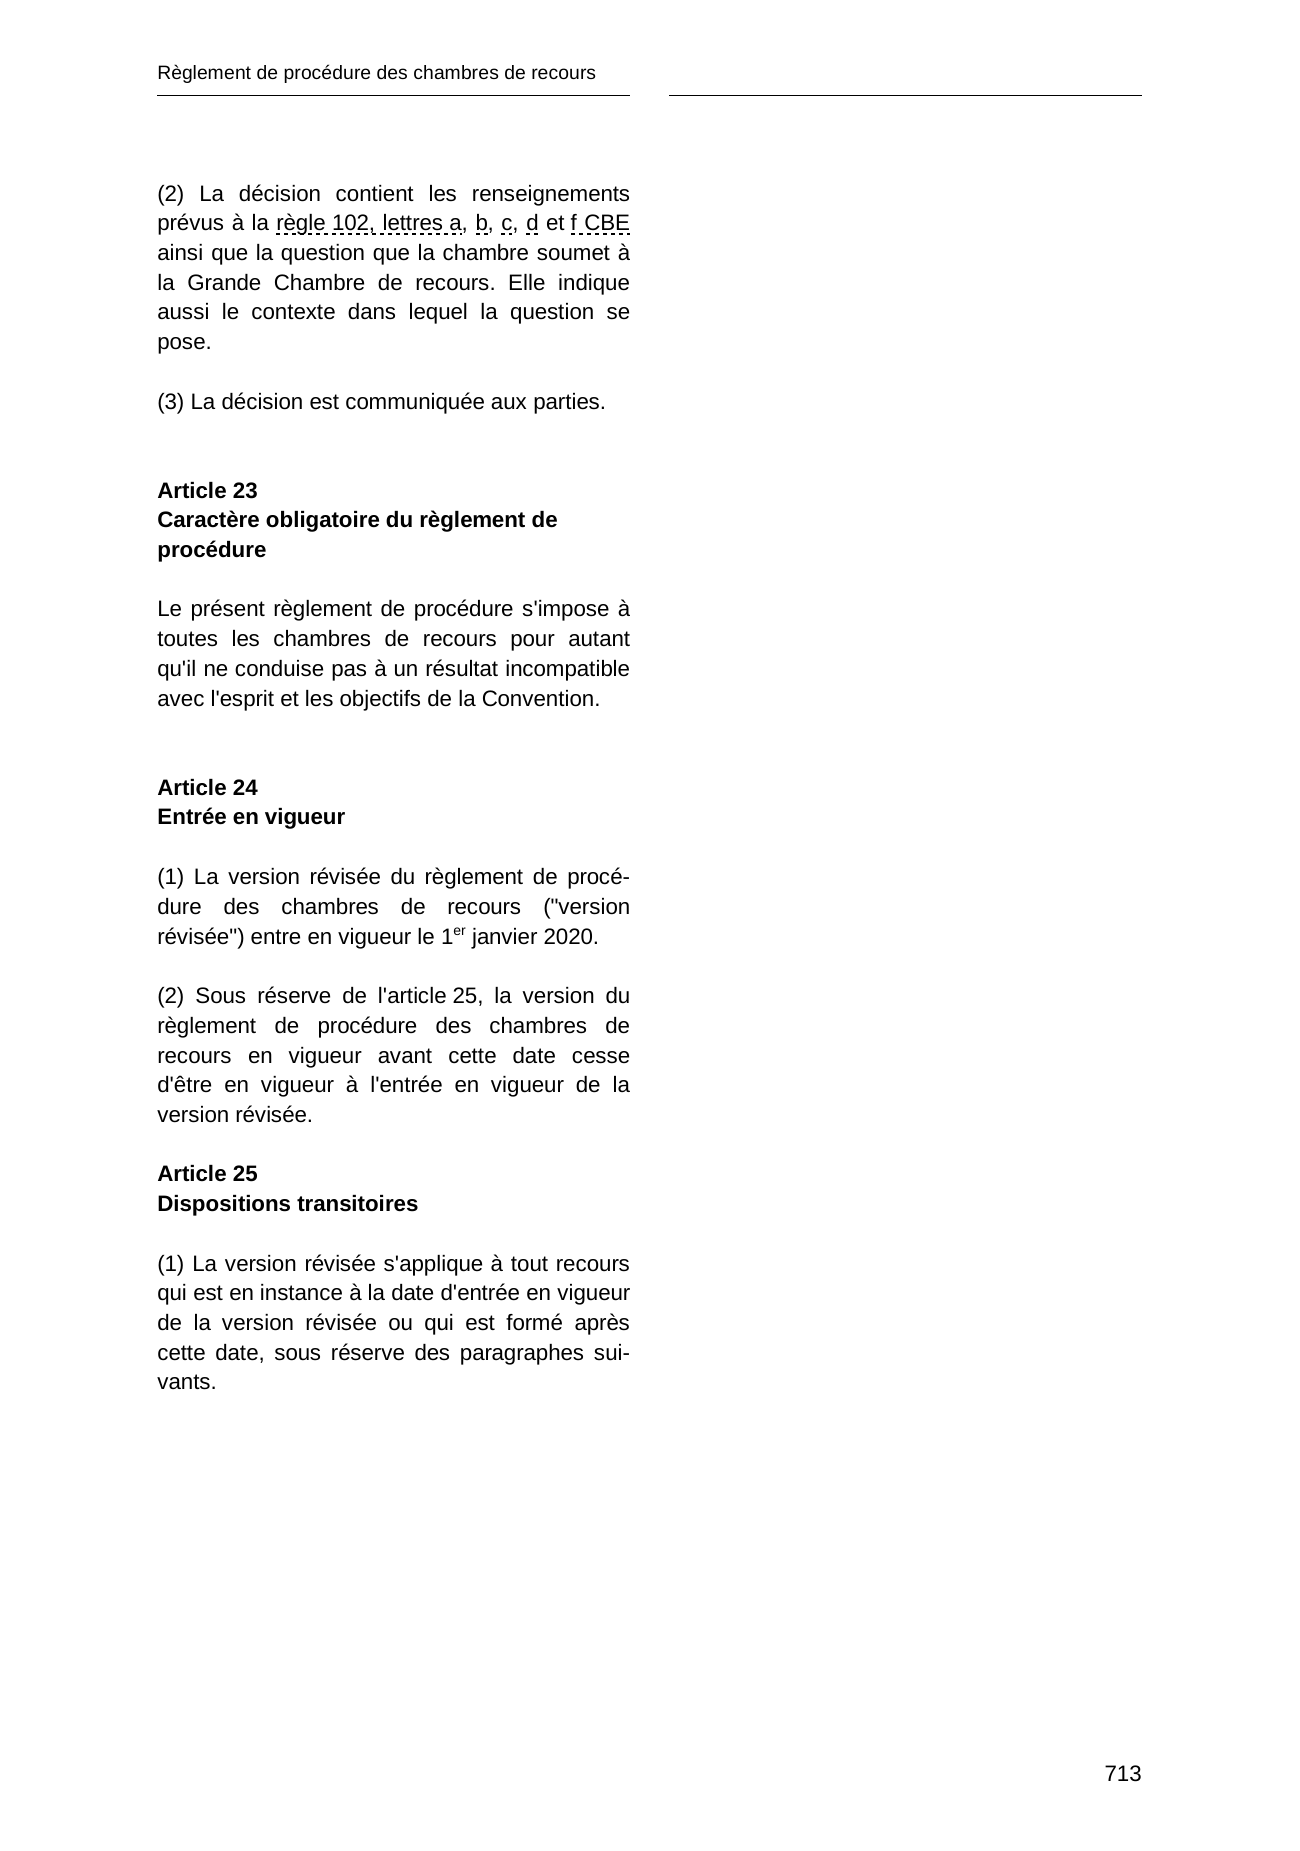 Règlement de procédure des chambres de recours
(2) La décision contient les renseignements
prévus à la règle 102, lettres a, b, c, d et f CBE
ainsi que la question que la chambre soumet à
la Grande Chambre de recours. Elle indique
aussi le contexte dans lequel la question se
pose.
(3) La décision est communiquée aux parties.
Article 23
Caractère obligatoire du règlement de
procédure
Le présent règlement de procédure s'impose à
toutes les chambres de recours pour autant
qu'il ne conduise pas à un résultat incompatible
avec l'esprit et les objectifs de la Convention.
Article 24
Entrée en vigueur
(1) La version révisée du règlement de procé-
dure des chambres de recours ("version
révisée") entre en vigueur le 1er janvier 2020.
(2) Sous réserve de l'article 25, la version du
règlement de procédure des chambres de
recours en vigueur avant cette date cesse
d'être en vigueur à l'entrée en vigueur de la
version révisée.
Article 25
Dispositions transitoires
(1) La version révisée s'applique à tout recours
qui est en instance à la date d'entrée en vigueur
de la version révisée ou qui est formé après
cette date, sous réserve des paragraphes sui-
vants.
713